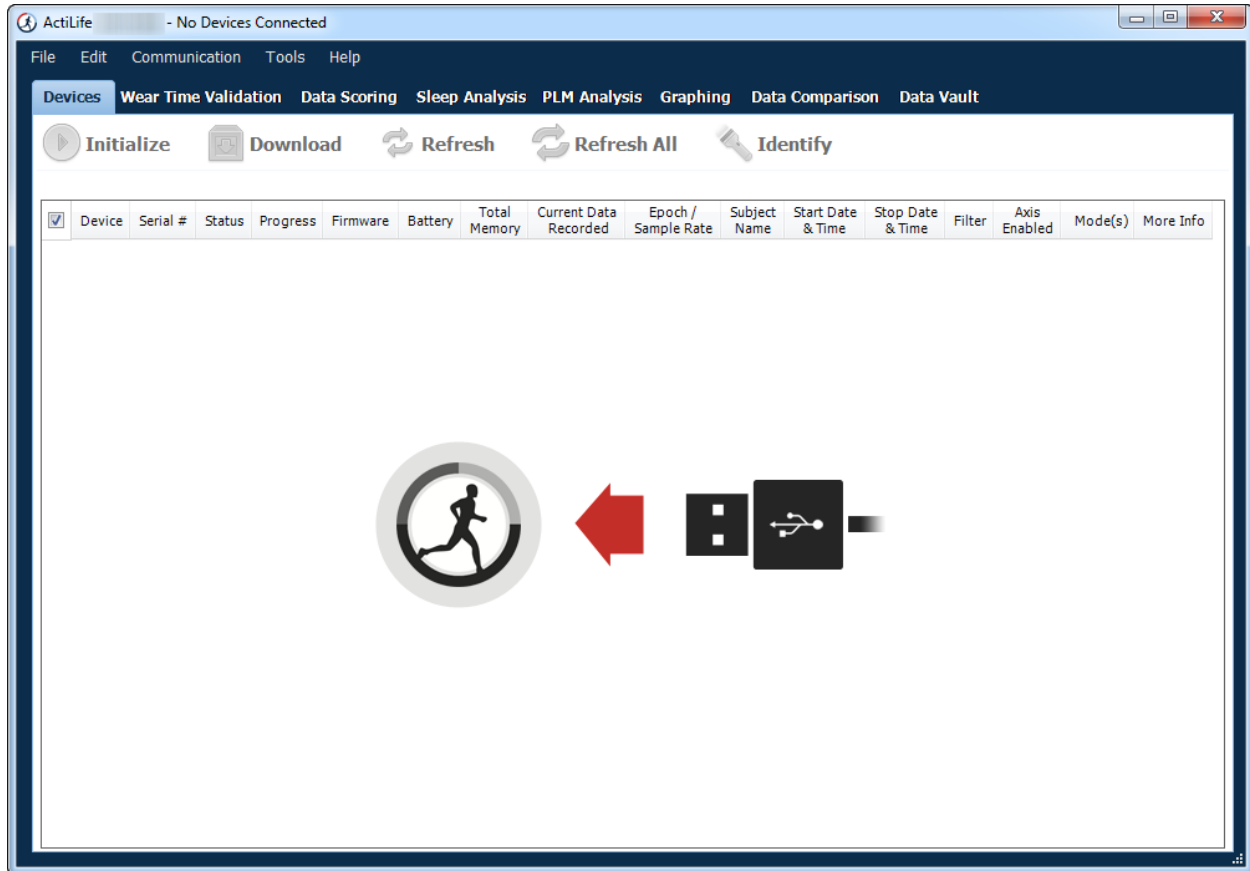 ActiLife - No Devices Connected
File Edit Communication Tools Help
Devices Wear Time Validation Data Scoring Sleep Analysis PLM Analysis Graphing Data Comparison Data Vault
Initialize Download Refresh Refresh All Identify
Device Serial # Status Progress Firmware Battery Total Memory Current Data Recorded Epoch / Sample Rate Subject Name Start Date & Time Stop Date & Time Filter Axis Enabled Mode(s) More Info